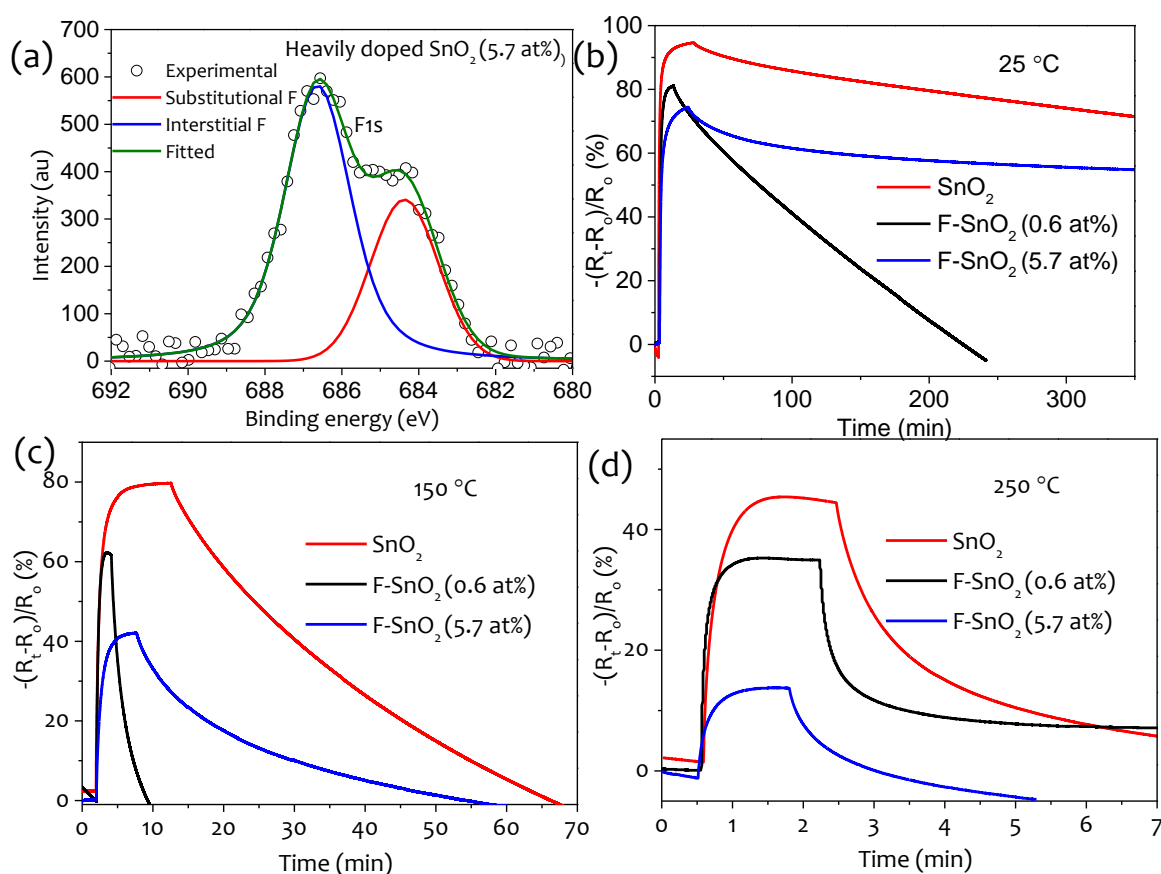 (a)
Heavily doped SnO₂ (5.7 at%)
Experimental
Substitutional F
Interstitial F
Fitted
F1s
Intensity (au)
700
600
500
400
300
200
100
0
692 690 688 686 684 682 680
Binding energy (eV)
(b)
25 °C
-(Rₜ-Rₒ)/Rₒ (%)
100
80
60
40
20
0
SnO₂
F-SnO₂ (0.6 at%)
F-SnO₂ (5.7 at%)
0 100 200 300
Time (min)
(c)
150 °C
-(Rₜ-Rₒ)/Rₒ (%)
80
60
40
20
0
SnO₂
F-SnO₂ (0.6 at%)
F-SnO₂ (5.7 at%)
0 10 20 30 40 50 60 70
Time (min)
(d)
250 °C
-(Rₜ-Rₒ)/Rₒ (%)
40
20
0
SnO₂
F-SnO₂ (0.6 at%)
F-SnO₂ (5.7 at%)
0 1 2 3 4 5 6 7
Time (min)